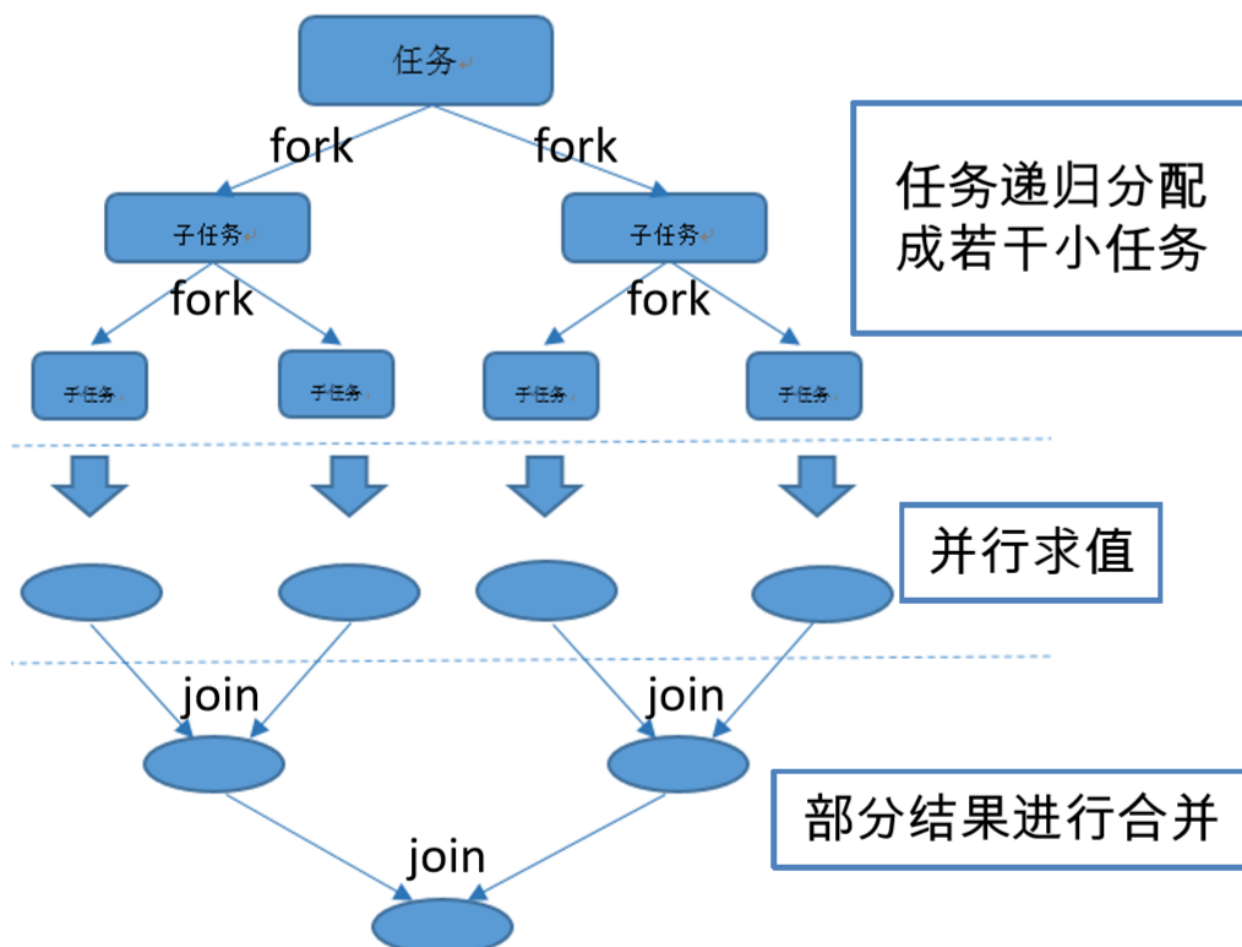 任务
fork
fork
任务递归分配
成若干小任务
子任务
子任务
fork
fork
子任务
子任务
子任务
子任务
并行求值
join
join
部分结果进行合并
join